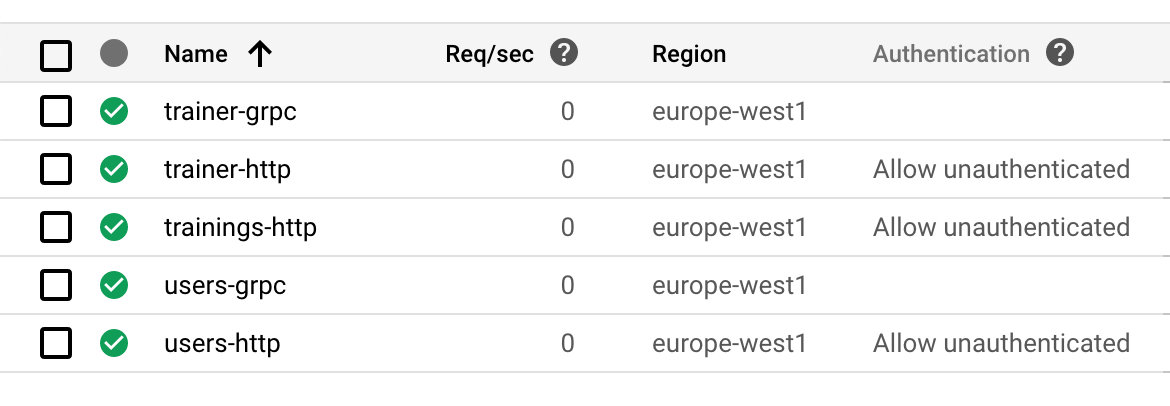 Name Req/sec ? Region Authentication ?
trainer-grpc 0 europe-west1
trainer-http 0 europe-west1 Allow unauthenticated
trainings-http 0 europe-west1 Allow unauthenticated
users-grpc 0 europe-west1
users-http 0 europe-west1 Allow unauthenticated